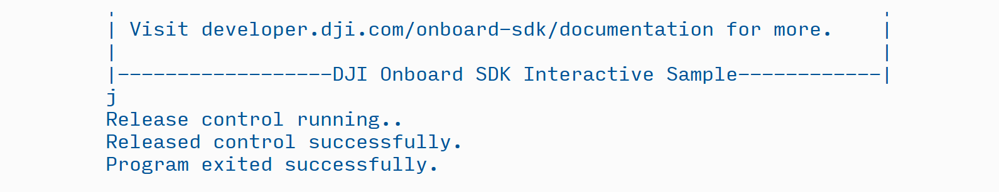 | Visit developer.dji.com/onboard-sdk/documentation for more.    |
|                                                                |
|------------------DJI Onboard SDK Interactive Sample------------|
j
Release control running..
Released control successfully.
Program exited successfully.